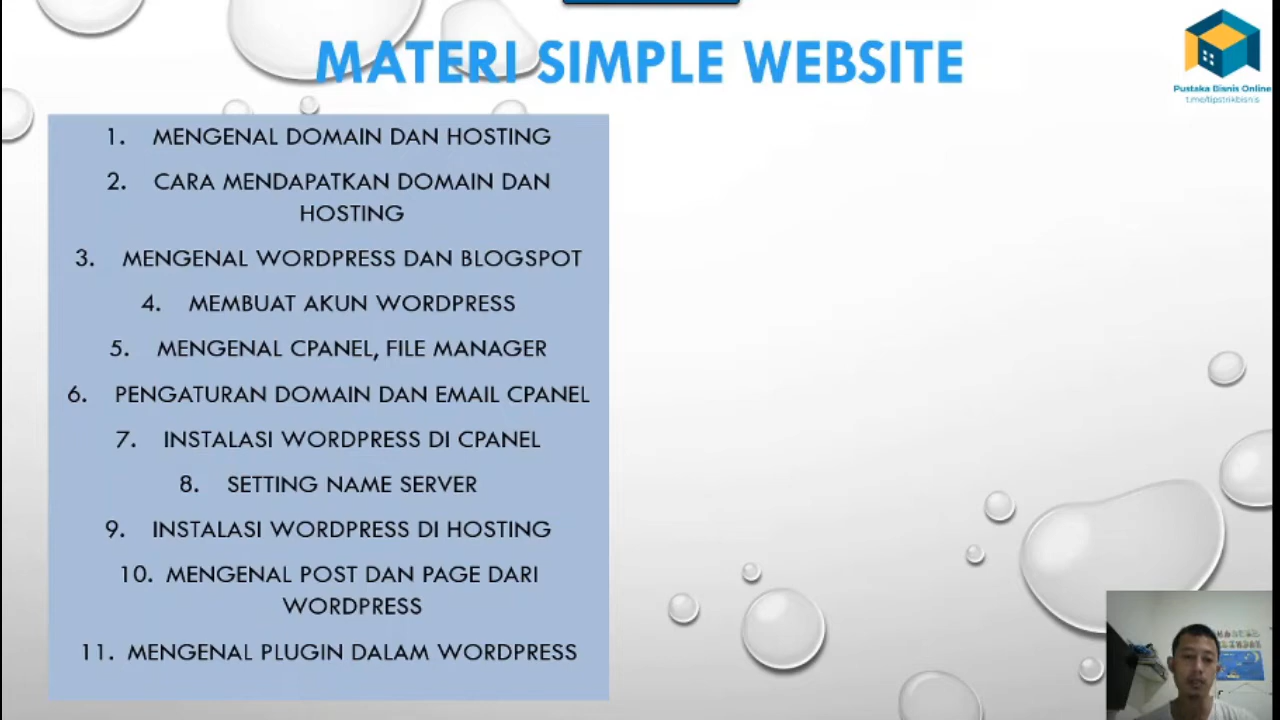 MATERI SIMPLE WEBSITE
Pustaka Bisnis Online
t.me/tipstrikbisnis
1. MENGENAL DOMAIN DAN HOSTING
2. CARA MENDAPATKAN DOMAIN DAN
HOSTING
3. MENGENAL WORDPRESS DAN BLOGSPOT
4. MEMBUAT AKUN WORDPRESS
5. MENGENAL CPANEL, FILE MANAGER
6. PENGATURAN DOMAIN DAN EMAIL CPANEL
7. INSTALASI WORDPRESS DI CPANEL
8. SETTING NAME SERVER
9. INSTALASI WORDPRESS DI HOSTING
10. MENGENAL POST DAN PAGE DARI
WORDPRESS
11. MENGENAL PLUGIN DALAM WORDPRESS